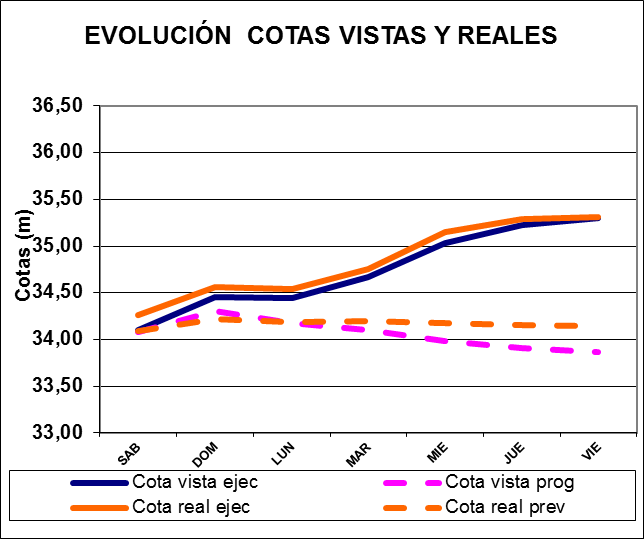 EVOLUCIÓN  COTAS VISTAS Y REALES
36,50
36,00
35,50
35,00
34,50
34,00
33,50
33,00
Cotas (m)
SAB DOM LUN MAR MIE JUE VIE
Cota vista ejec Cota vista prog
Cota real ejec Cota real prev